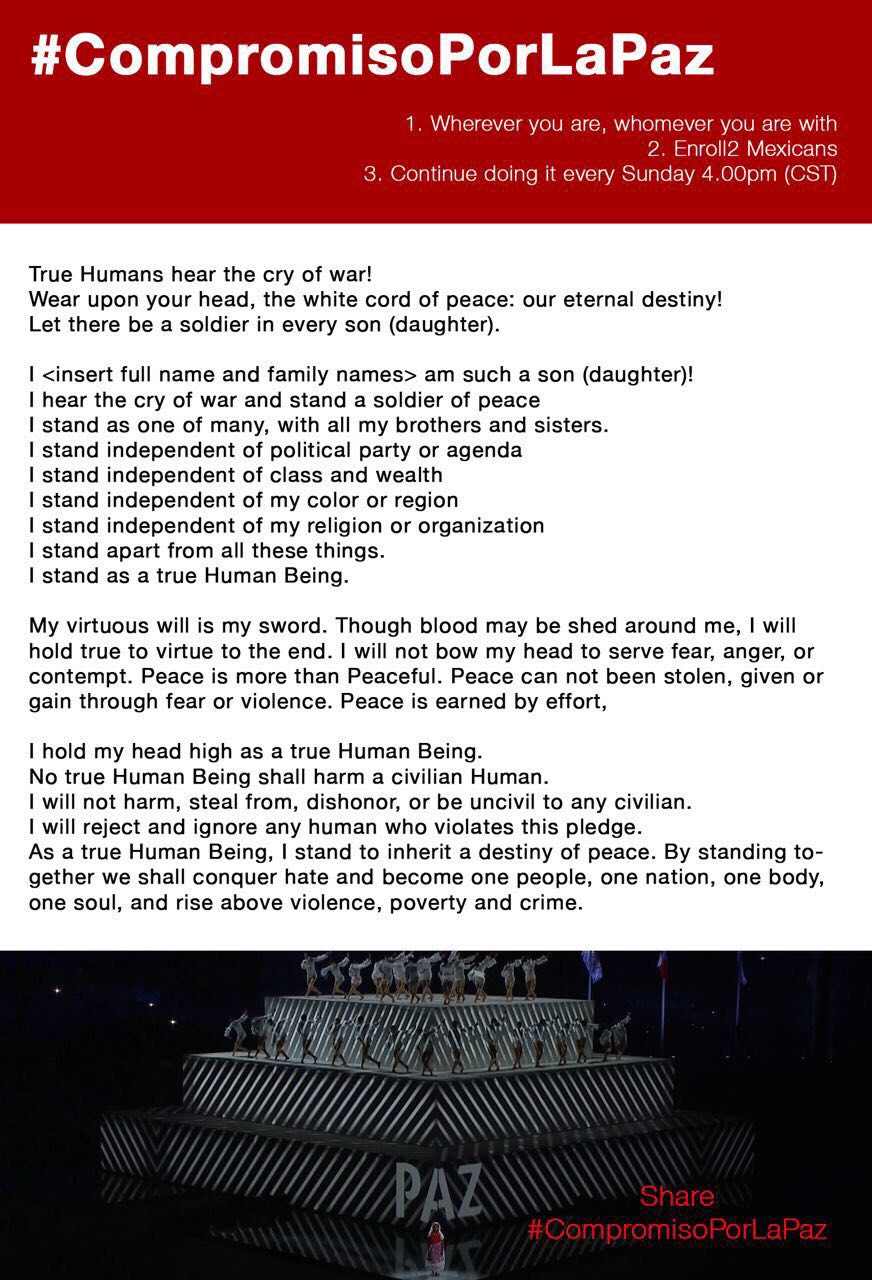 #CompromisoPorLaPaz
1. Wherever you are, whomever you are with
2. Enroll2 Mexicans
3. Continue doing it every Sunday 4.00pm (CST)
True Humans hear the cry of war!
Wear upon your head, the white cord of peace: our eternal destiny!
Let there be a soldier in every son (daughter).
I <insert full name and family names> am such a son (daughter)!
I hear the cry of war and stand a soldier of peace
I stand as one of many, with all my brothers and sisters.
I stand independent of political party or agenda
I stand independent of class and wealth
I stand independent of my color or region
I stand independent of my religion or organization
I stand apart from all these things.
I stand as a true Human Being.
My virtuous will is my sword. Though blood may be shed around me, I will
hold true to virtue to the end. I will not bow my head to serve fear, anger, or
contempt. Peace is more than Peaceful. Peace can not been stolen, given or
gain through fear or violence. Peace is earned by effort,
I hold my head high as a true Human Being.
No true Human Being shall harm a civilian Human.
I will not harm, steal from, dishonor, or be uncivil to any civilian.
I will reject and ignore any human who violates this pledge.
As a true Human Being, I stand to inherit a destiny of peace. By standing to-
gether we shall conquer hate and become one people, one nation, one body,
one soul, and rise above violence, poverty and crime.
PAZ
Share
#CompromisoPorLaPaz